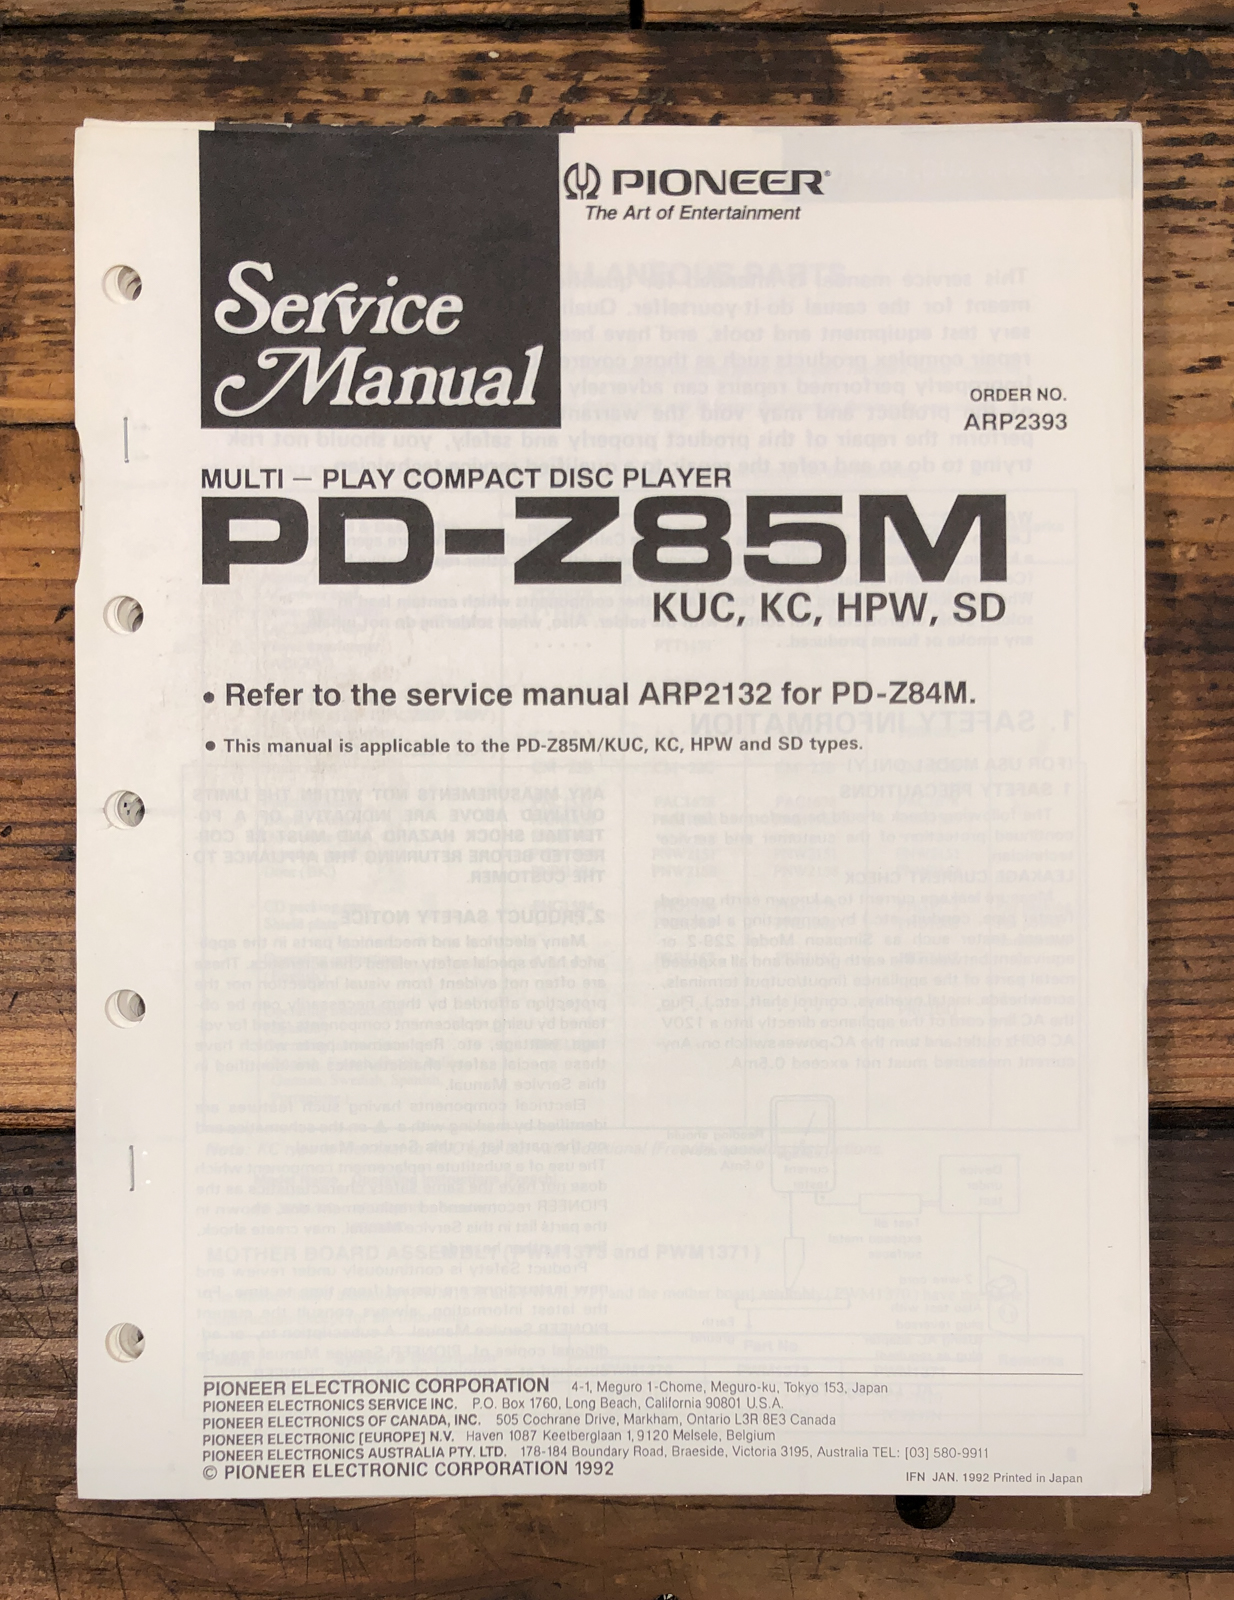 PIONEER®
The Art of Entertainment
Service
Manual
ORDER NO.
ARP2393
MULTI – PLAY COMPACT DISC PLAYER
PD-Z85M
KUC, KC, HPW, SD
• Refer to the service manual ARP2132 for PD-Z84M.
• This manual is applicable to the PD-Z85M/KUC, KC, HPW and SD types.
PIONEER ELECTRONIC CORPORATION 4-1, Meguro 1-Chome, Meguro-ku, Tokyo 153, Japan
PIONEER ELECTRONICS SERVICE INC. P.O. Box 1760, Long Beach, California 90801 U.S.A.
PIONEER ELECTRONICS OF CANADA, INC. 505 Cochrane Drive, Markham, Ontario L3R 8E3 Canada
PIONEER ELECTRONIC [EUROPE] N.V. Haven 1087 Keetberglaan 1, 9120 Melsele, Belgium
PIONEER ELECTRONICS AUSTRALIA PTY. LTD. 178-184 Boundary Road, Braeside, Victoria 3195, Australia TEL: [03] 580-9911
© PIONEER ELECTRONIC CORPORATION 1992
IFN JAN. 1992 Printed in Japan